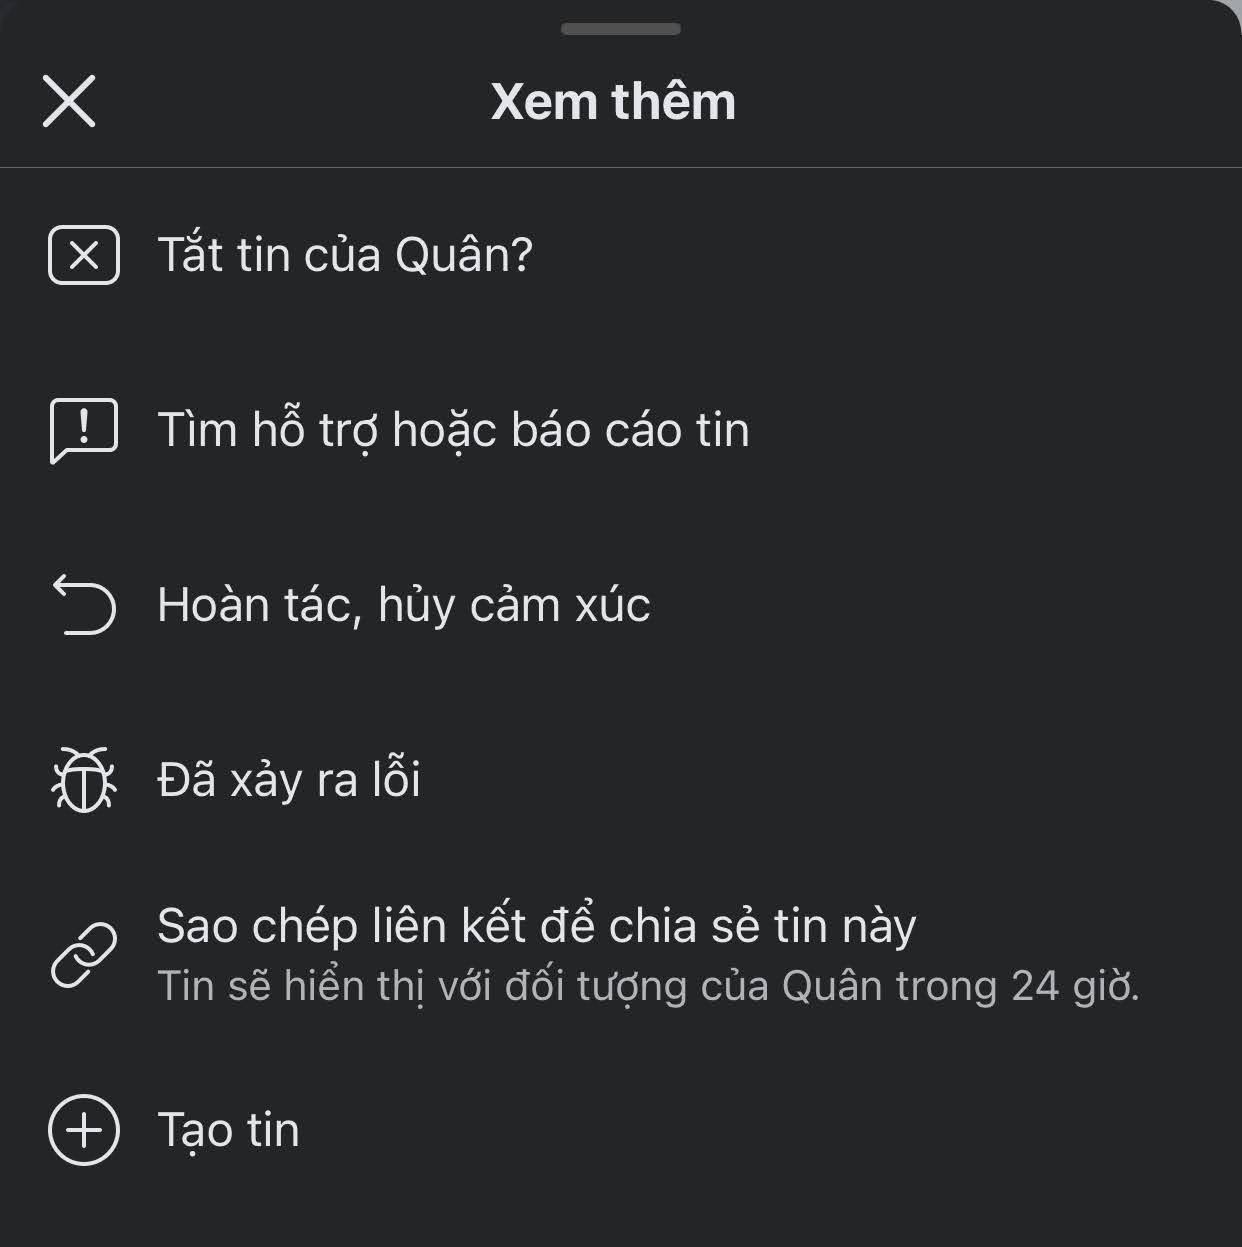 Xem thêm
Tắt tin của Quân?
Tìm hỗ trợ hoặc báo cáo tin
Hoàn tác, hủy cảm xúc
Đã xảy ra lỗi
Sao chép liên kết để chia sẻ tin này
Tin sẽ hiển thị với đối tượng của Quân trong 24 giờ.
Tạo tin